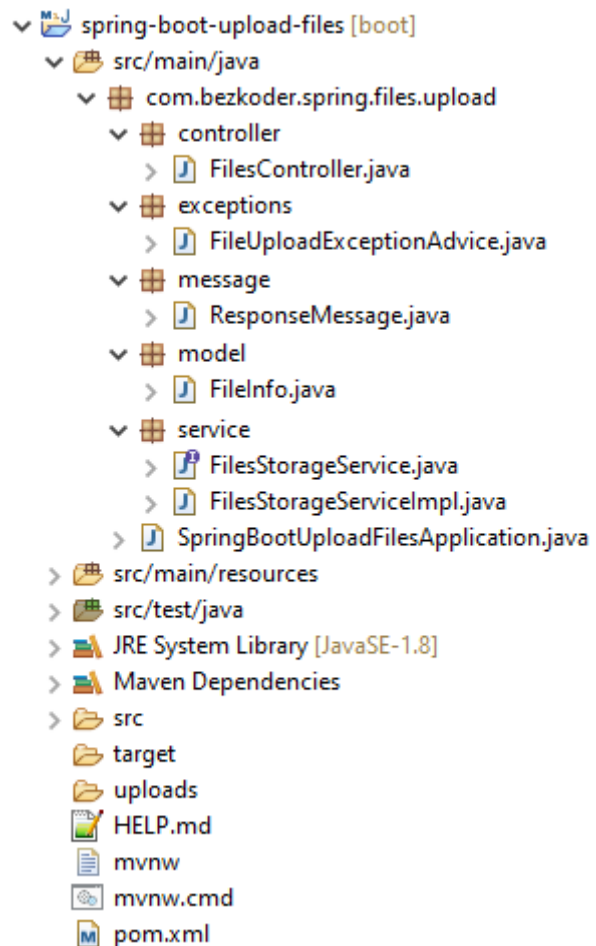 spring-boot-upload-files [boot]
src/main/java
com.bezkoder.spring.files.upload
controller
FilesController.java
exceptions
FileUploadExceptionAdvice.java
message
ResponseMessage.java
model
FileInfo.java
service
FilesStorageService.java
FilesStorageServiceImpl.java
SpringBootUploadFilesApplication.java
src/main/resources
src/test/java
JRE System Library [JavaSE-1.8]
Maven Dependencies
src
target
uploads
HELP.md
mvnw
mvnw.cmd
pom.xml